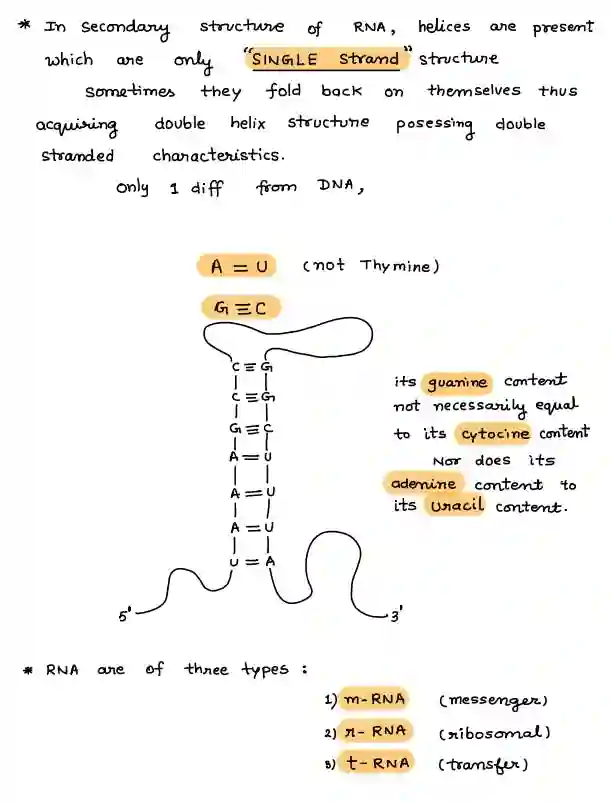 * In secondary structure of RNA, helices are present
which are only "SINGLE strand" structure
sometimes they fold back on themselves thus
acquiring double helix structure posessing double
stranded characteristics.
only 1 diff from DNA,
A = U (not Thymine)
G ≡ C
C ≡ G
C ≡ G
G ≡ C
A = U
A = U
A = U
U = A
5' 3'
its guanine content
not necessarily equal
to its cytocine content
Nor does its
adenine content to
its uracil content.
* RNA are of three types :
1) m-RNA (messenger)
2) r-RNA (ribosomal)
3) t-RNA (transfer)